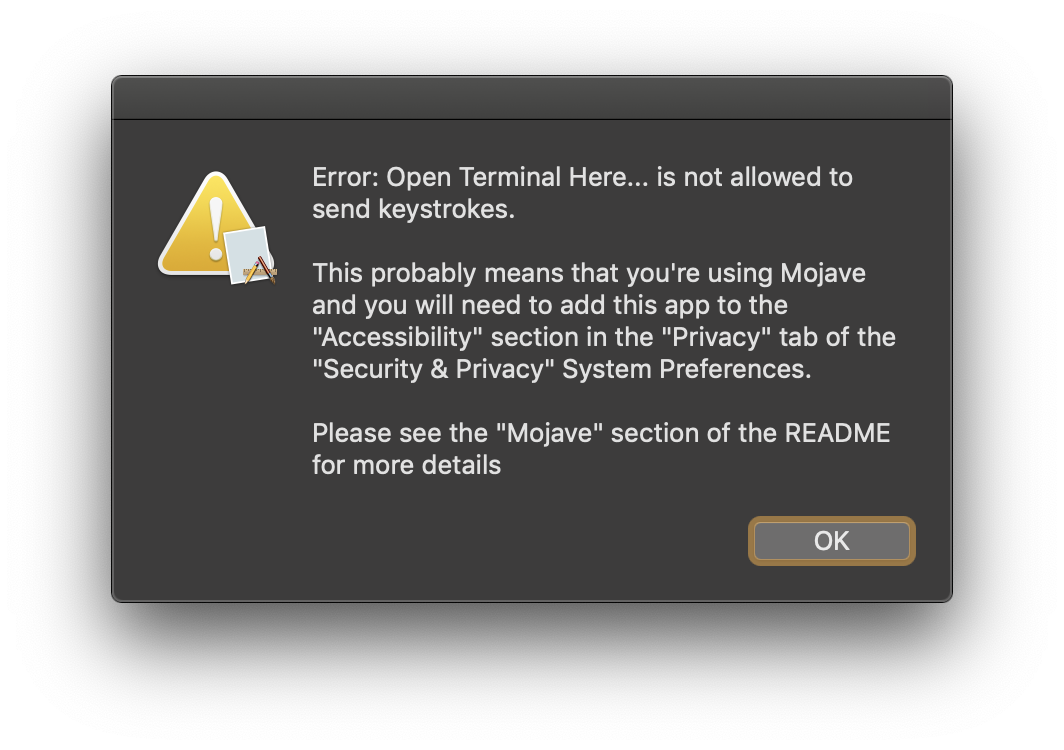 Error: Open Terminal Here... is not allowed to
send keystrokes.
This probably means that you're using Mojave
and you will need to add this app to the
"Accessibility" section in the "Privacy" tab of the
"Security & Privacy" System Preferences.
Please see the "Mojave" section of the README
for more details
OK